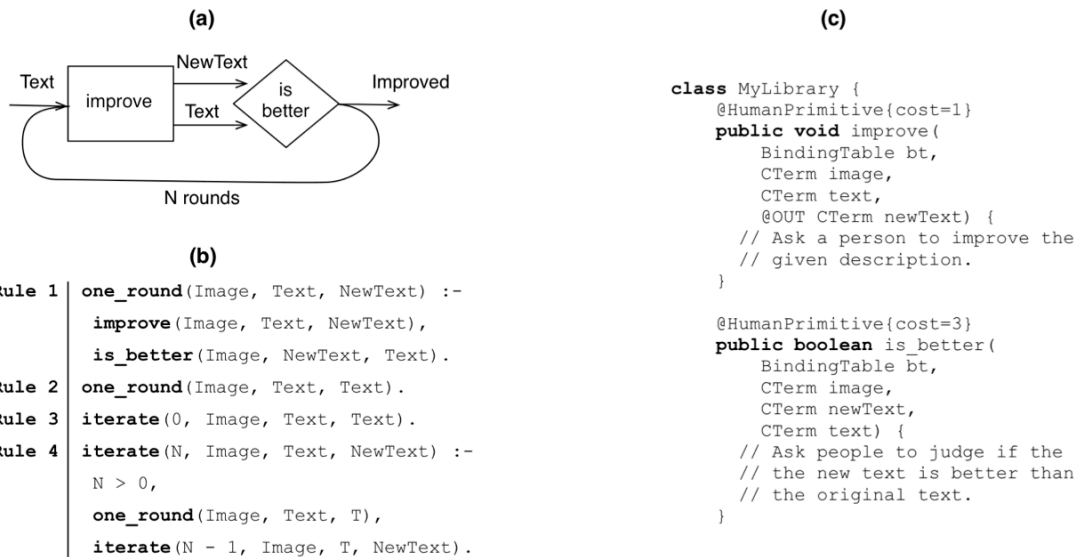 (a)
Text
improve
NewText
Text
is
better
Improved
N rounds
(b)
Rule 1 one_round(Image, Text, NewText) :-
improve(Image, Text, NewText),
is_better(Image, NewText, Text).
Rule 2 one_round(Image, Text, Text).
Rule 3 iterate(0, Image, Text, Text).
Rule 4 iterate(N, Image, Text, NewText) :-
N > 0,
one_round(Image, Text, T),
iterate(N - 1, Image, T, NewText).
(c)
class MyLibrary {
@HumanPrimitive{cost=1}
public void improve(
BindingTable bt,
CTerm image,
CTerm text,
@OUT CTerm newText) {
// Ask a person to improve the
// given description.
}
@HumanPrimitive{cost=3}
public boolean is_better(
BindingTable bt,
CTerm image,
CTerm newText,
CTerm text) {
// Ask people to judge if the
// the new text is better than
// the original text.
}